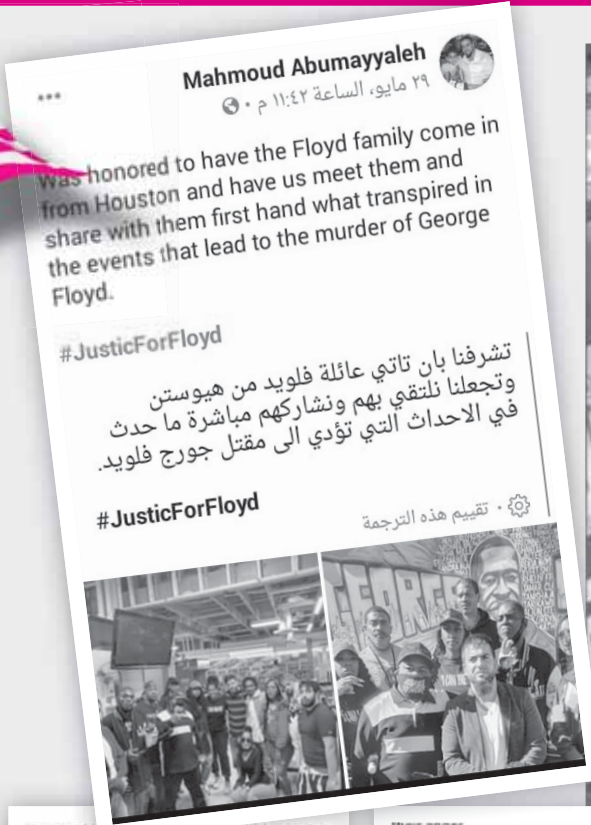 Mahmoud Abumayyaleh
٢٩ مايو، الساعة ١١:٤٢ م ·
Was honored to have the Floyd family come in
from Houston and have us meet them and
share with them first hand what transpired in
the events that lead to the murder of George
Floyd.
#JusticForFloyd
تشرفنا بان تاتي عائلة فلويد من هيوستن
وتجعلنا نلتقي بهم ونشاركهم مباشرة ما حدث
في الاحداث التي تؤدي الى مقتل جورج فلويد.
#JusticForFloyd
· تقييم هذه الترجمة